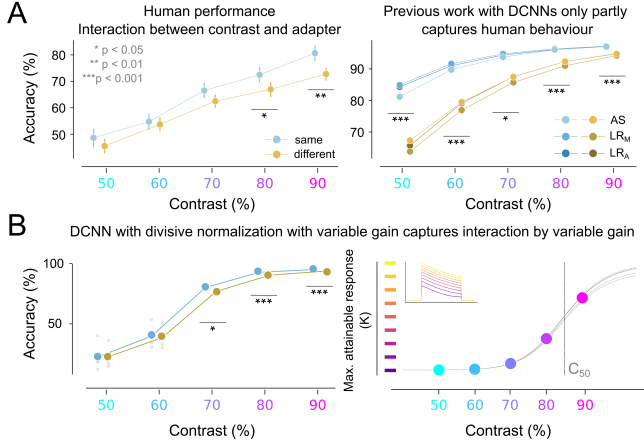 A
Human performance
Interaction between contrast and adapter
* p < 0.05
** p < 0.01
***p < 0.001
Accuracy (%)
80
70
60
50
*
**
same
different
50 60 70 80 90
Contrast (%)
Previous work with DCNNs only partly
captures human behaviour
90
80
70
***
***
*
***
***
AS
LRM
LRA
50 60 70 80 90
Contrast (%)
B
DCNN with divisive normalization with variable gain captures interaction by variable gain
Accuracy (%)
100
50
*
***
***
50 60 70 80 90
Contrast (%)
Max. attainable response
(K)
C50
50 60 70 80 90
Contrast (%)